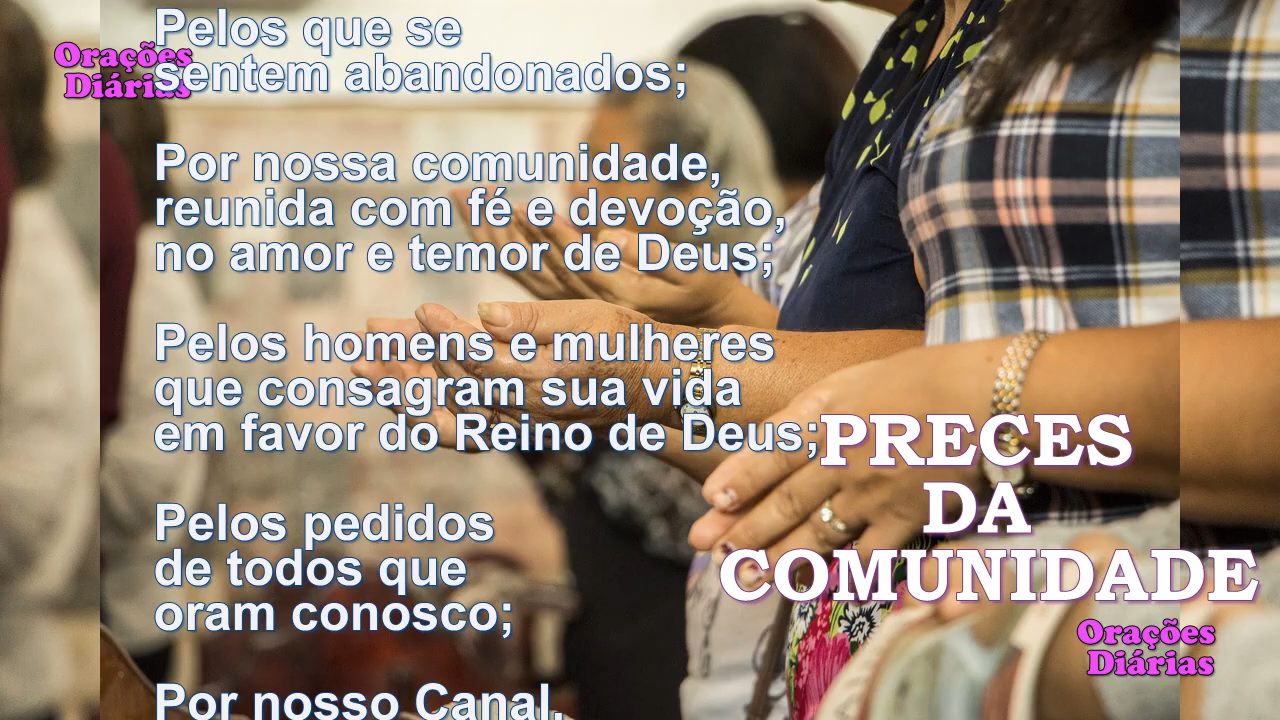 Orações
Diárias
Pelos que se
sentem abandonados;
Por nossa comunidade,
reunida com fé e devoção,
no amor e temor de Deus;
Pelos homens e mulheres
que consagram sua vida
em favor do Reino de Deus;
Pelos pedidos
de todos que
oram conosco;
Por nosso Canal,
PRECES
DA
COMUNIDADE
Orações
Diárias